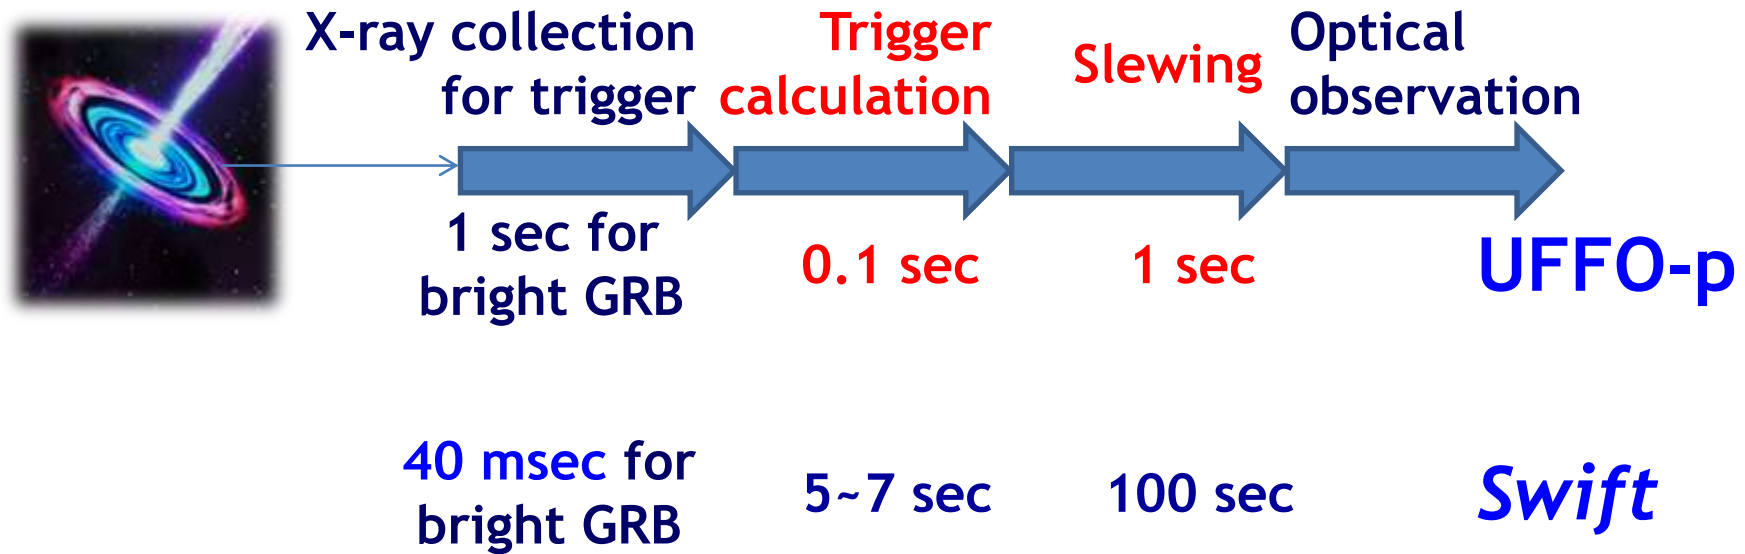 X-ray collection
for trigger
Trigger
calculation
Slewing
Optical
observation
1 sec for
bright GRB
0.1 sec
1 sec
UFFO-p
40 msec for
bright GRB
5~7 sec
100 sec
Swift